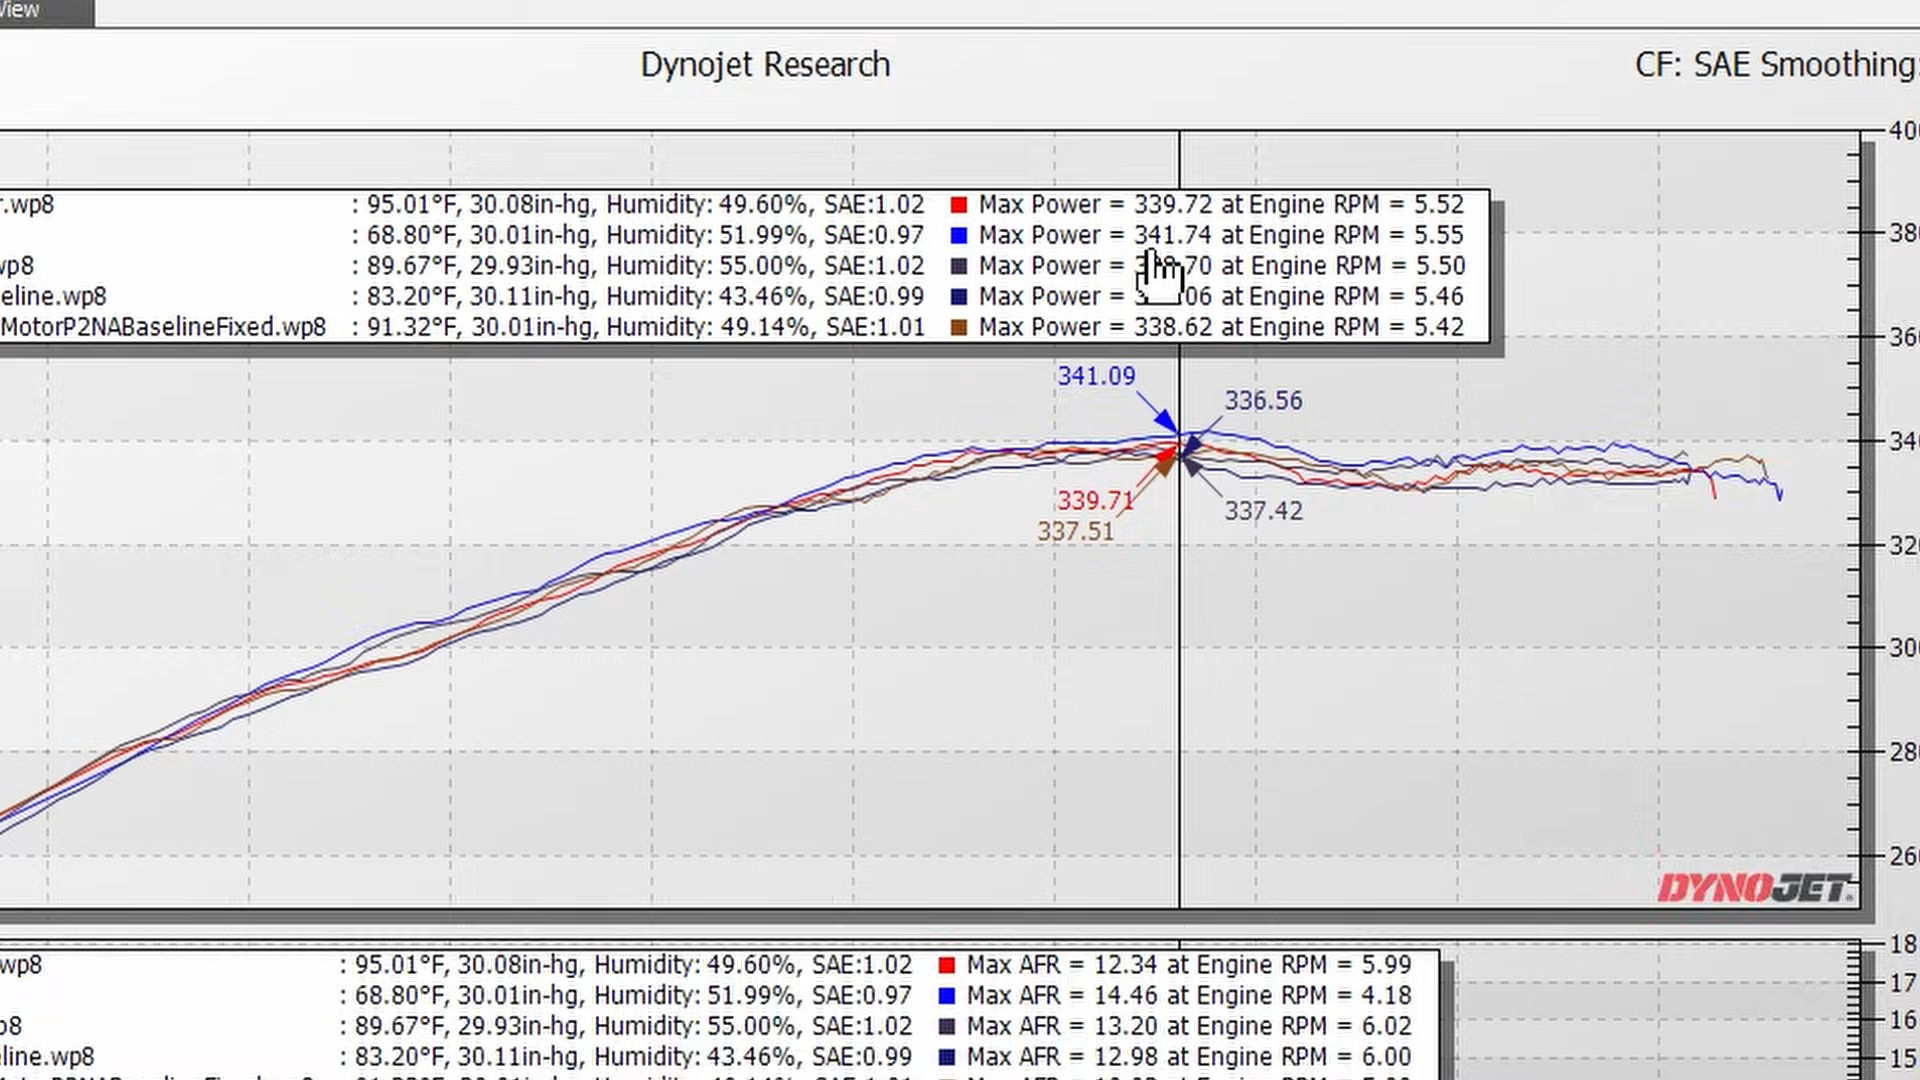 View
Dynojet Research
CF: SAE Smoothing:
.wp8 : 95.01°F, 30.08in-hg, Humidity: 49.60%, SAE:1.02 Max Power = 339.72 at Engine RPM = 5.52
: 68.80°F, 30.01in-hg, Humidity: 51.99%, SAE:0.97 Max Power = 341.74 at Engine RPM = 5.55
wp8 : 89.67°F, 29.93in-hg, Humidity: 55.00%, SAE:1.02 Max Power = 70 at Engine RPM = 5.50
eline.wp8 : 83.20°F, 30.11in-hg, Humidity: 43.46%, SAE:0.99 Max Power = 06 at Engine RPM = 5.46
MotorP2NABaselineFixed.wp8 : 91.32°F, 30.01in-hg, Humidity: 49.14%, SAE:1.01 Max Power = 338.62 at Engine RPM = 5.42
341.09
336.56
339.71
337.42
337.51
400
380
360
340
320
300
280
260
DYNOJET
wp8 : 95.01°F, 30.08in-hg, Humidity: 49.60%, SAE:1.02 Max AFR = 12.34 at Engine RPM = 5.99
: 68.80°F, 30.01in-hg, Humidity: 51.99%, SAE:0.97 Max AFR = 14.46 at Engine RPM = 4.18
p8 : 89.67°F, 29.93in-hg, Humidity: 55.00%, SAE:1.02 Max AFR = 13.20 at Engine RPM = 6.02
eline.wp8 : 83.20°F, 30.11in-hg, Humidity: 43.46%, SAE:0.99 Max AFR = 12.98 at Engine RPM = 6.00
18
17
16
15